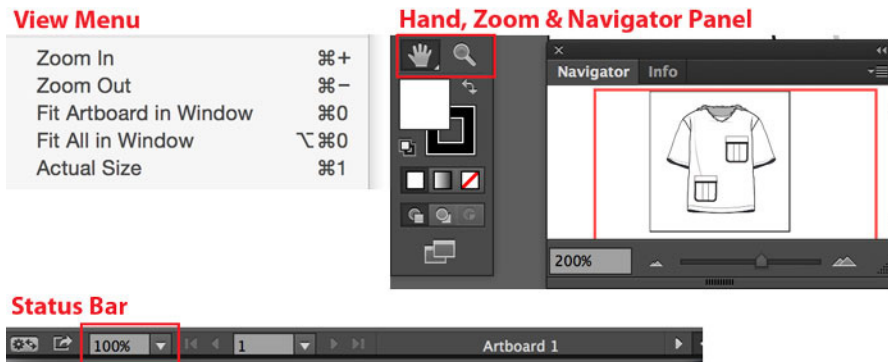 View Menu
Zoom In ⌘+
Zoom Out ⌘−
Fit Artboard in Window ⌘0
Fit All in Window ⌥⌘0
Actual Size ⌘1
Hand, Zoom & Navigator Panel
Navigator Info
200%
Status Bar
100% 1 Artboard 1